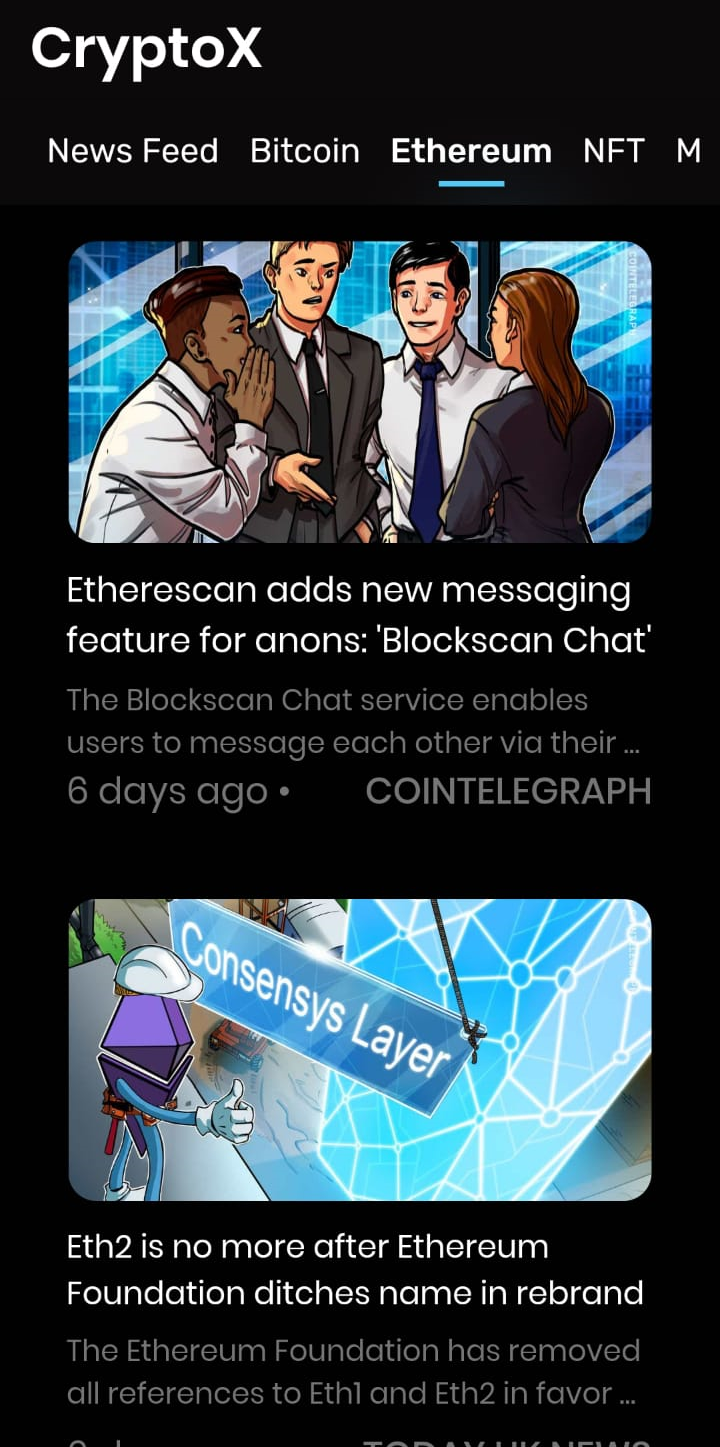 CryptoX
News Feed Bitcoin Ethereum NFT M
COINTELEGRAPH
Etherescan adds new messaging
feature for anons: 'Blockscan Chat'
The Blockscan Chat service enables
users to message each other via their ...
6 days ago • COINTELEGRAPH
Consensys Layer
Eth2 is no more after Ethereum
Foundation ditches name in rebrand
The Ethereum Foundation has removed
all references to Eth1 and Eth2 in favor ...
TODAY UK NEWS